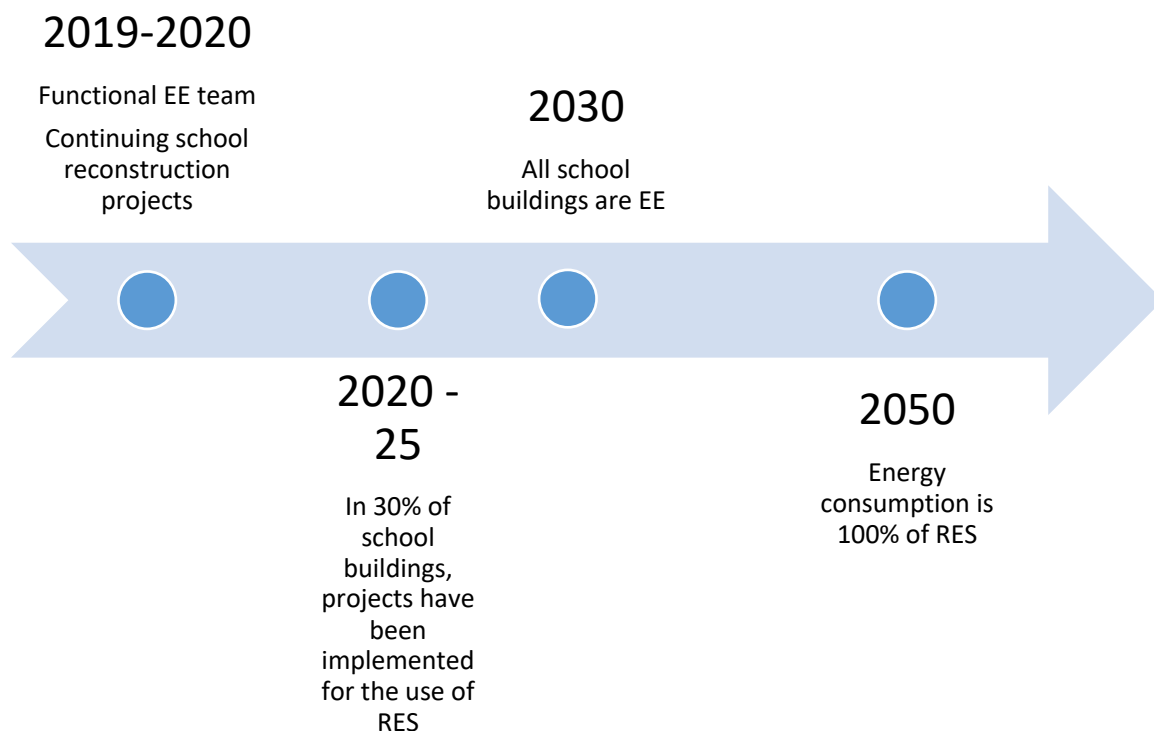 2019-2020
Functional EE team
Continuing school
reconstruction
projects
2020 -
25
In 30% of
school
buildings,
projects have
been
implemented
for the use of
RES
2030
All school
buildings are EE
2050
Energy
consumption is
100% of RES